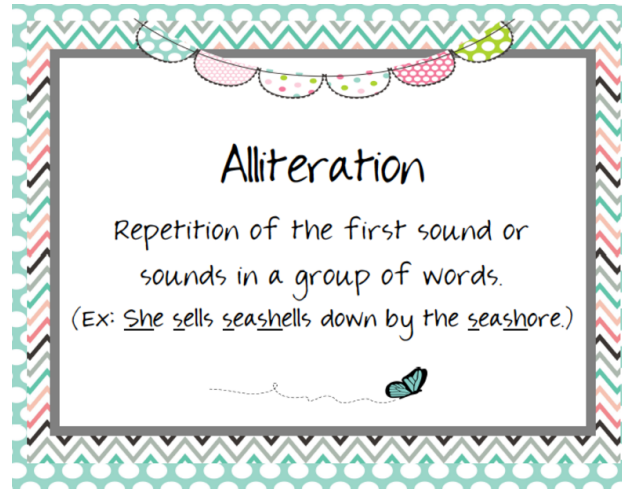 Alliteration
Repetition of the first sound or
sounds in a group of words.
(Ex: She sells seashells down by the seashore.)